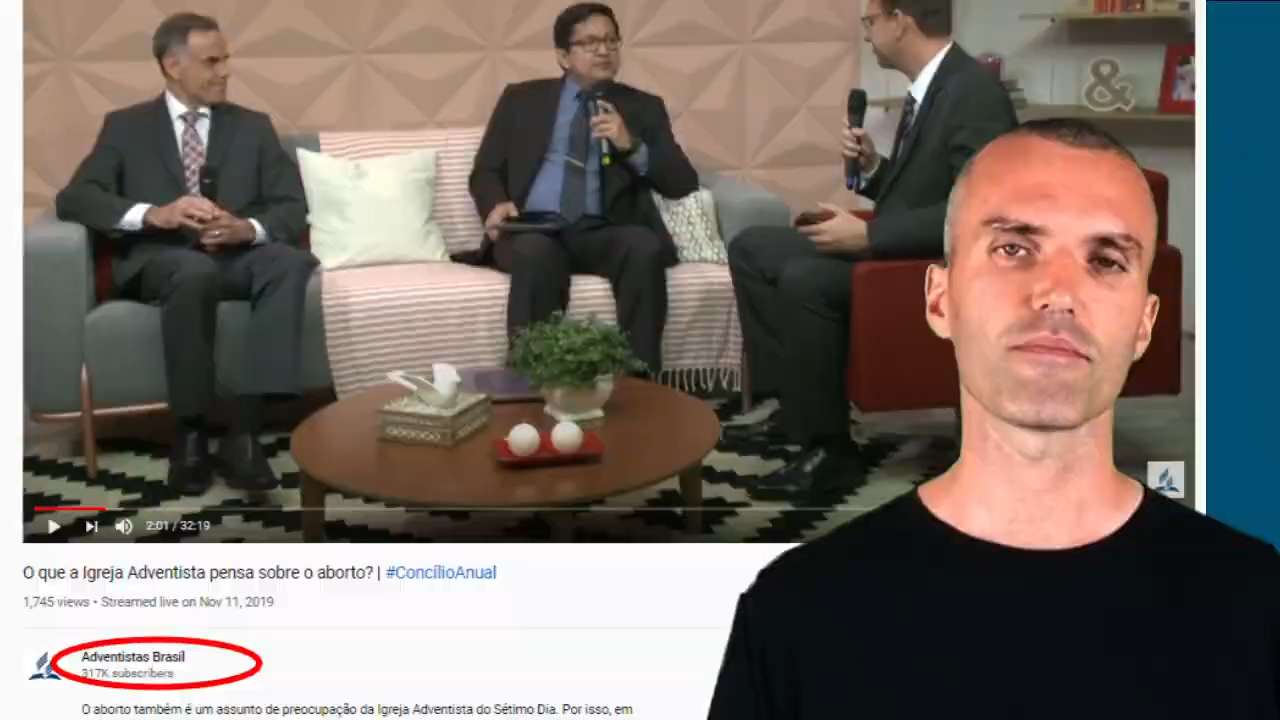 &
2:01 / 32:19
O que a Igreja Adventista pensa sobre o aborto? | #ConcílioAnual
1,745 views • Streamed live on Nov 11, 2019
Adventistas Brasil
317K subscribers
O aborto também é um assunto de preocupação da Igreja Adventista do Sétimo Dia. Por isso, em